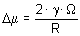 Δμ = 2·γ·Ω / R